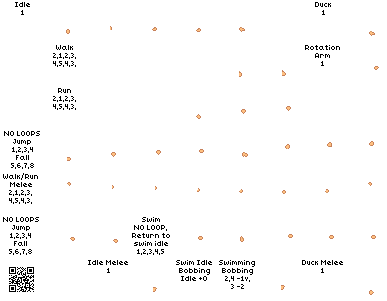 Idle
1
Duck
1
Walk
2,1,2,3,
4,5,4,3,
Rotation
Arm
1
Run
2,1,2,3,
4,5,4,3,
NO LOOPS
Jump
1,2,3,4
Fall
5,6,7,8
Walk/Run
Melee
2,1,2,3,
4,5,4,3,
NO LOOPS
Jump
1,2,3,4
Fall
5,6,7,8
Swim
NO LOOP,
Return to
swim idle
1,2,3,4,5
Idle Melee
1
Swim Idle
Bobbing
Idle +0
Swimming
Bobbing
2,4 -1v,
3 -2
Duck Melee
1